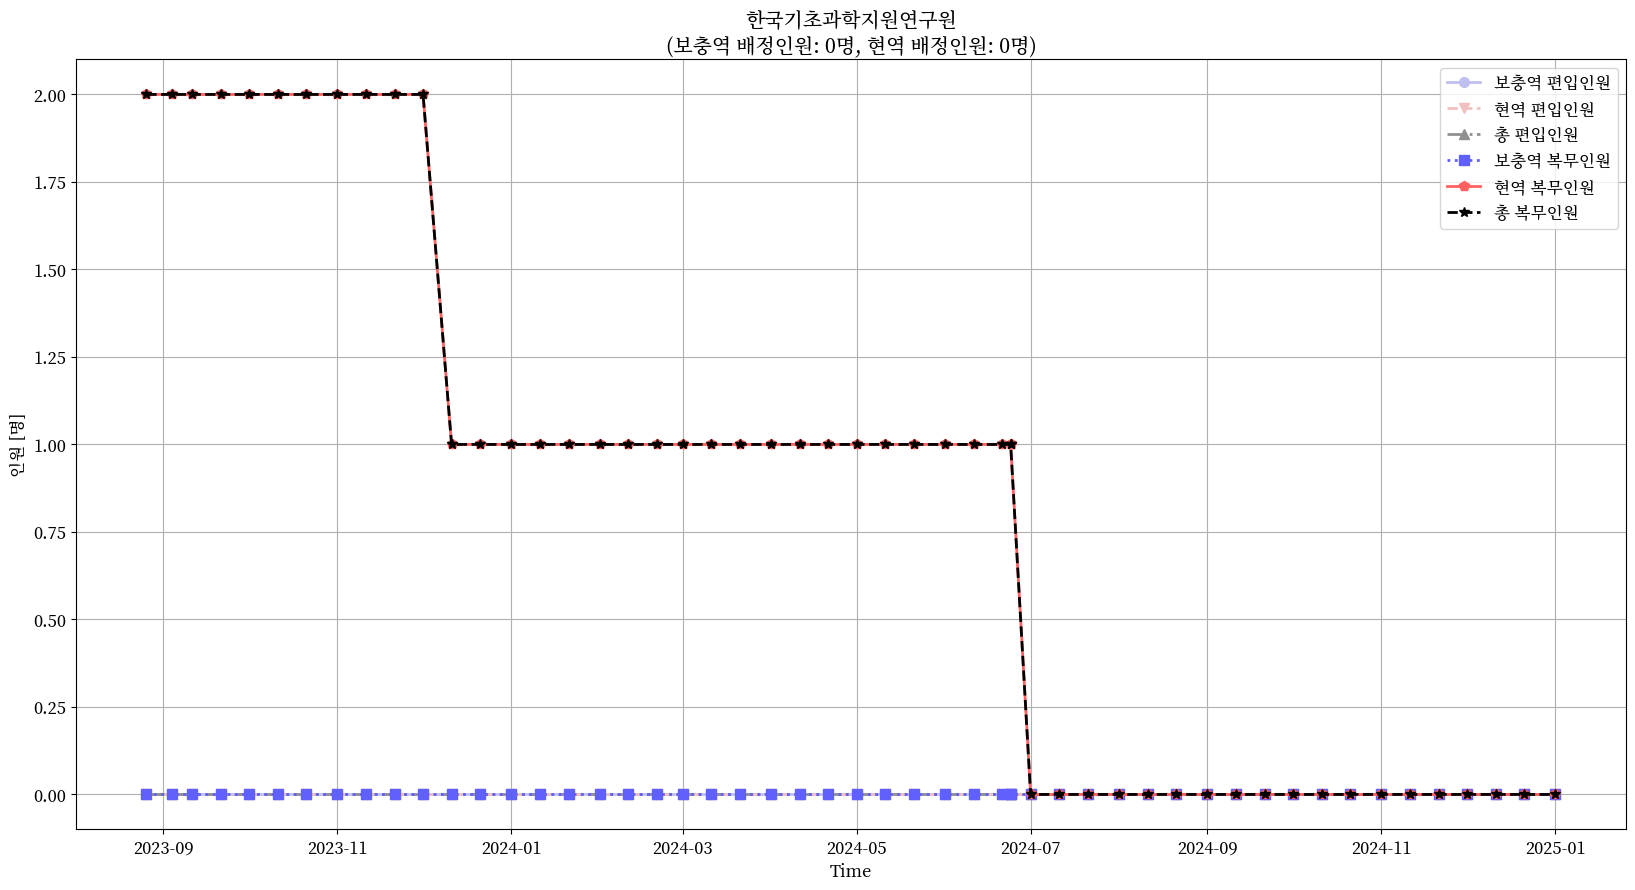 한국기초과학지원연구원
(보충역 배정인원: 0명, 현역 배정인원: 0명)
보충역 편입인원
현역 편입인원
총 편입인원
보충역 복무인원
현역 복무인원
총 복무인원
인원 [명]
2.00
1.75
1.50
1.25
1.00
0.75
0.50
0.25
0.00
2023-09
2023-11
2024-01
2024-03
2024-05
2024-07
2024-09
2024-11
2025-01
Time